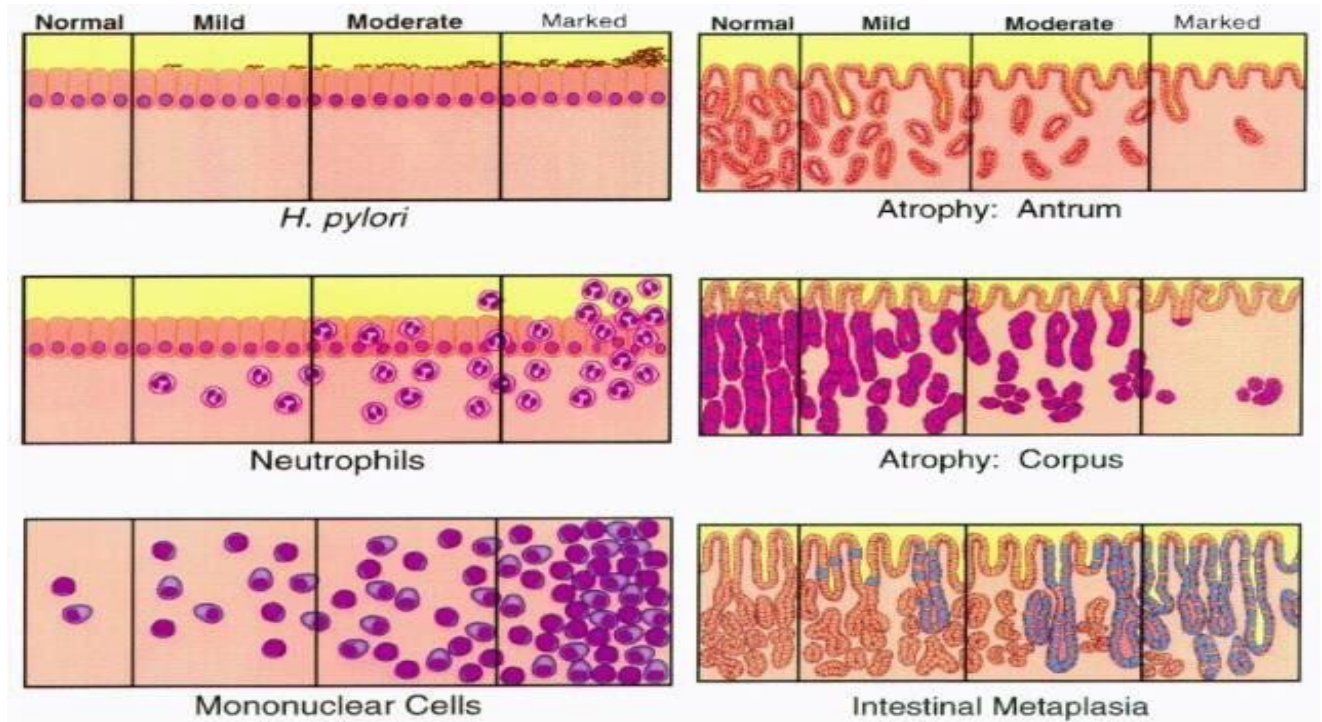 Normal Mild Moderate Marked
H. pylori
Neutrophils
Mononuclear Cells
Normal Mild Moderate Marked
Atrophy: Antrum
Atrophy: Corpus
Intestinal Metaplasia